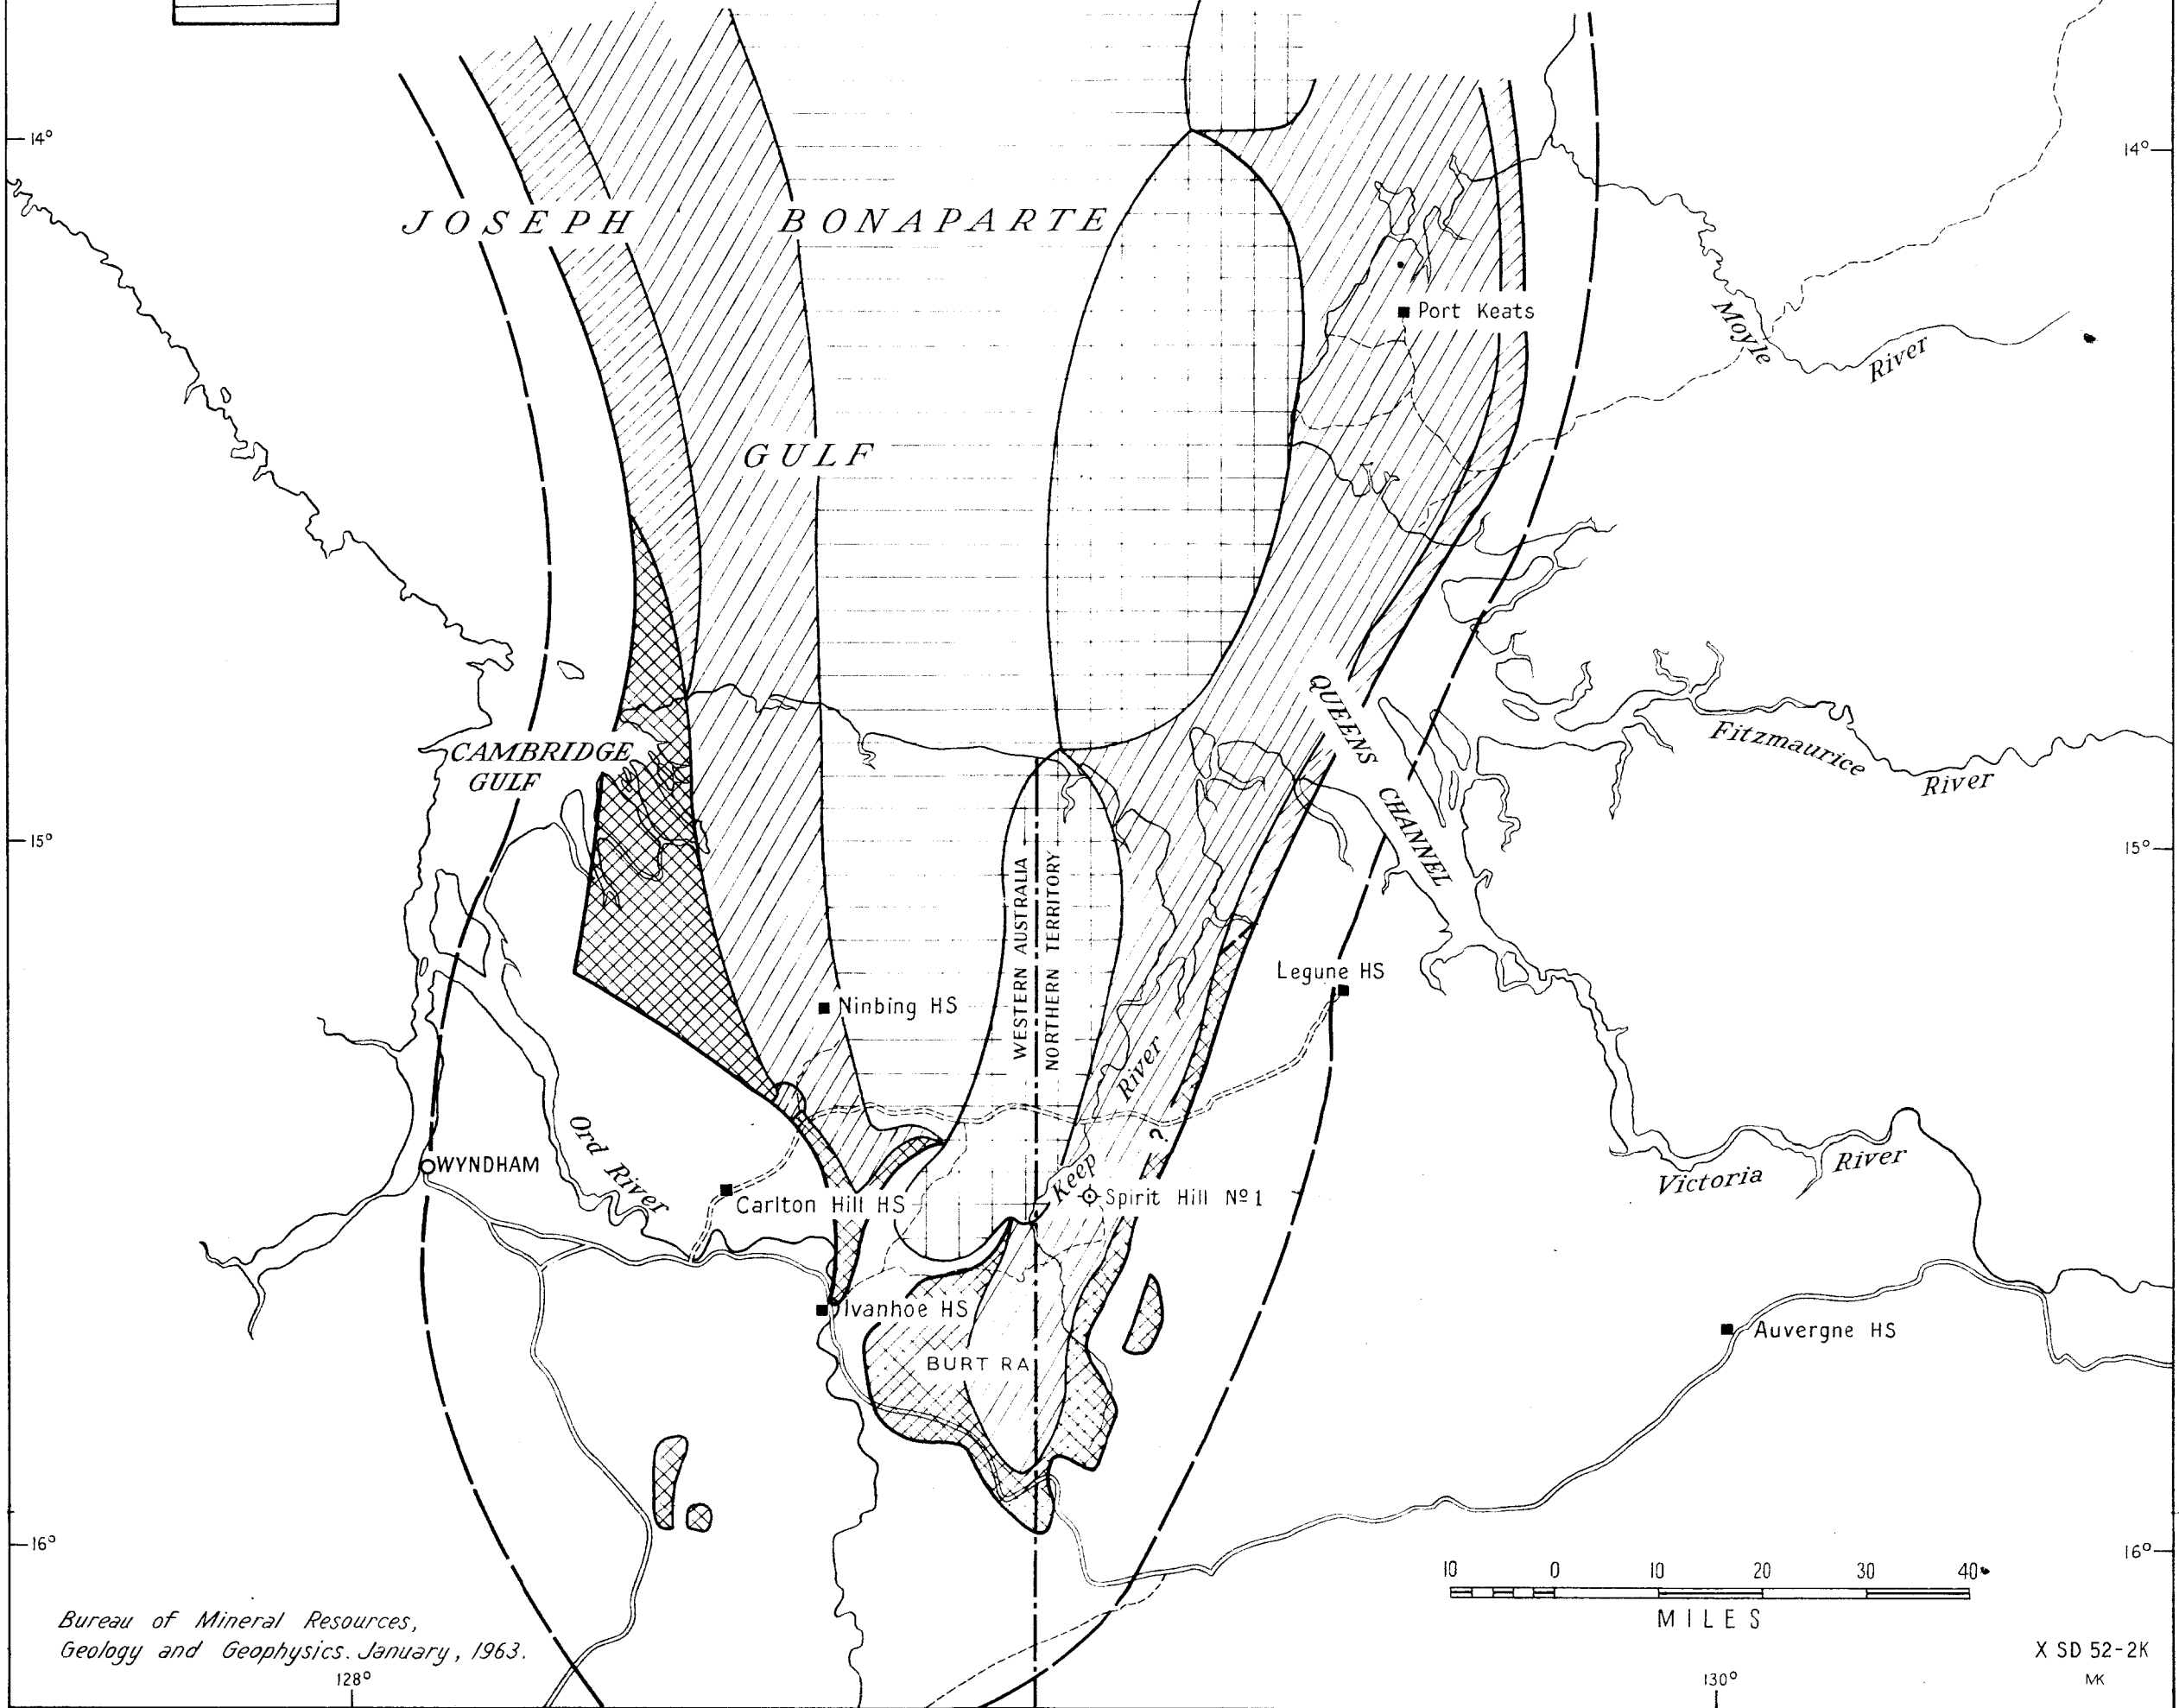 14°
14°
JOSEPH BONAPARTE
GULF
Port Keats
Moyle
River
CAMBRIDGE
GULF
QUEENS CHANNEL
Fitzmaurice
River
15°
15°
WESTERN AUSTRALIA
NORTHERN TERRITORY
Legune HS
Ninbing HS
Keep River
?
Ord River
WYNDHAM
Carlton Hill HS
Spirit Hill Nº1
Victoria River
Ivanhoe HS
Auvergne HS
BURT RA
16°
16°
10 0 10 20 30 40
MILES
Bureau of Mineral Resources,
Geology and Geophysics. January, 1963.
X SD 52-2K
MK
128°
130°